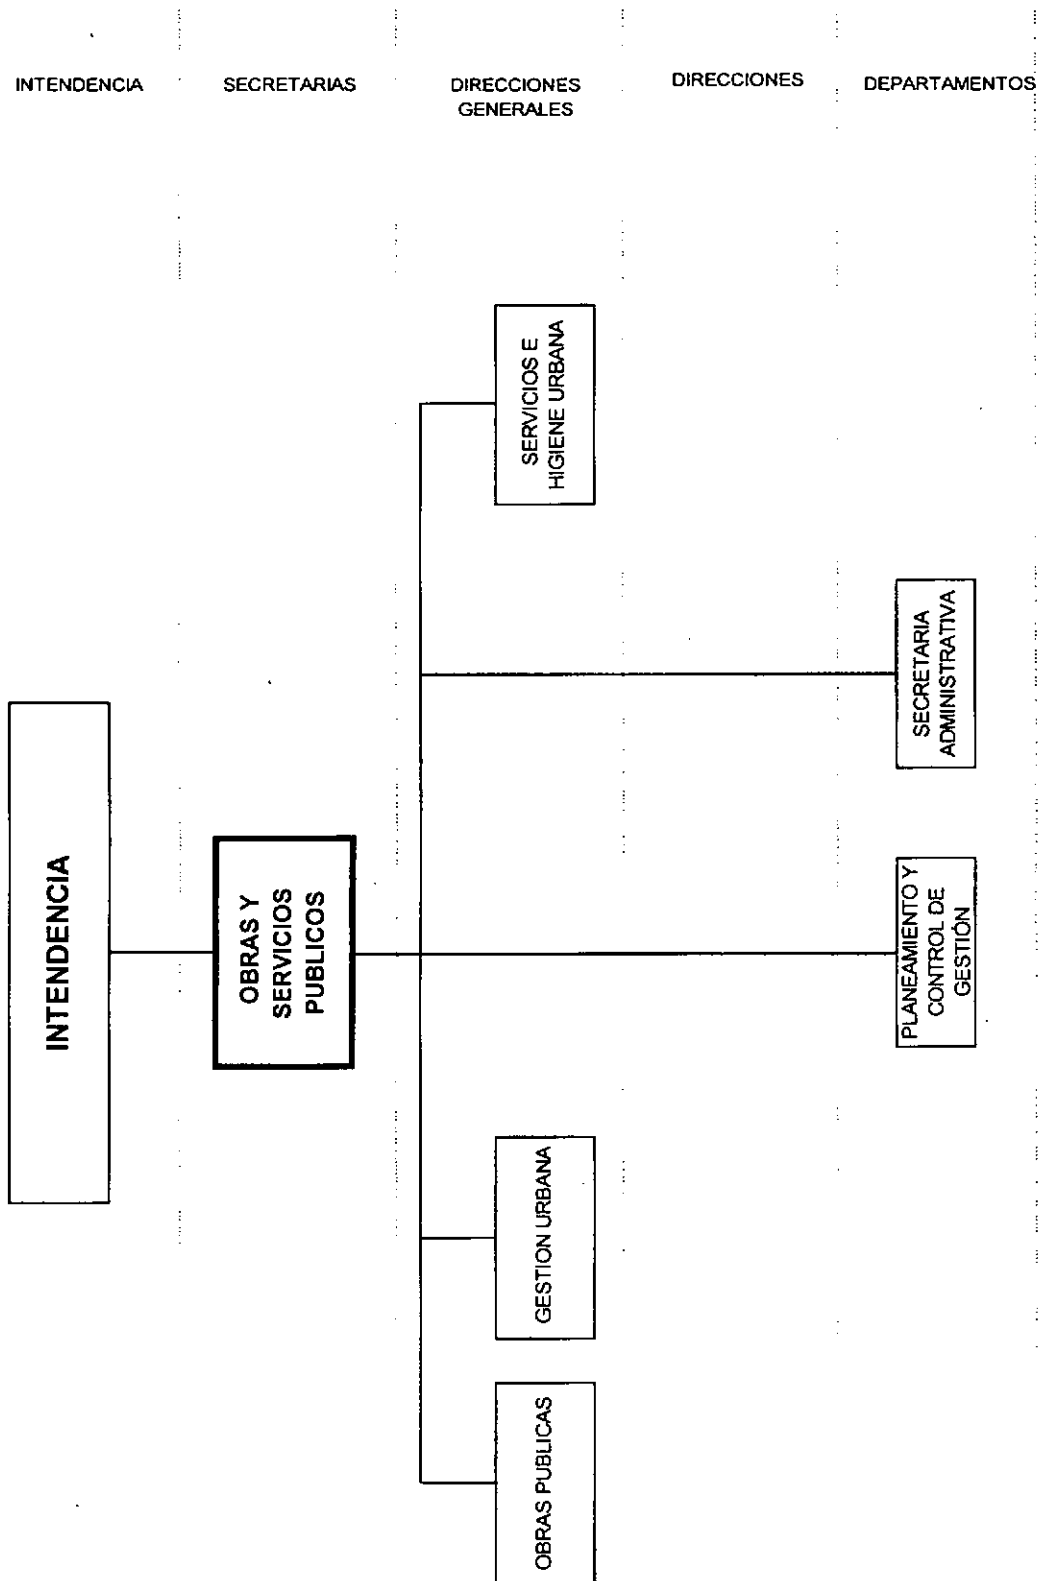 INTENDENCIA
SECRETARIAS
DIRECCIONES
GENERALES
DIRECCIONES
DEPARTAMENTOS
INTENDENCIA
OBRAS Y
SERVICIOS
PUBLICOS
OBRAS PUBLICAS
GESTION URBANA
SERVICIOS E
HIGIENE URBANA
PLANEAMIENTO Y
CONTROL DE
GESTIÓN
SECRETARIA
ADMINISTRATIVA